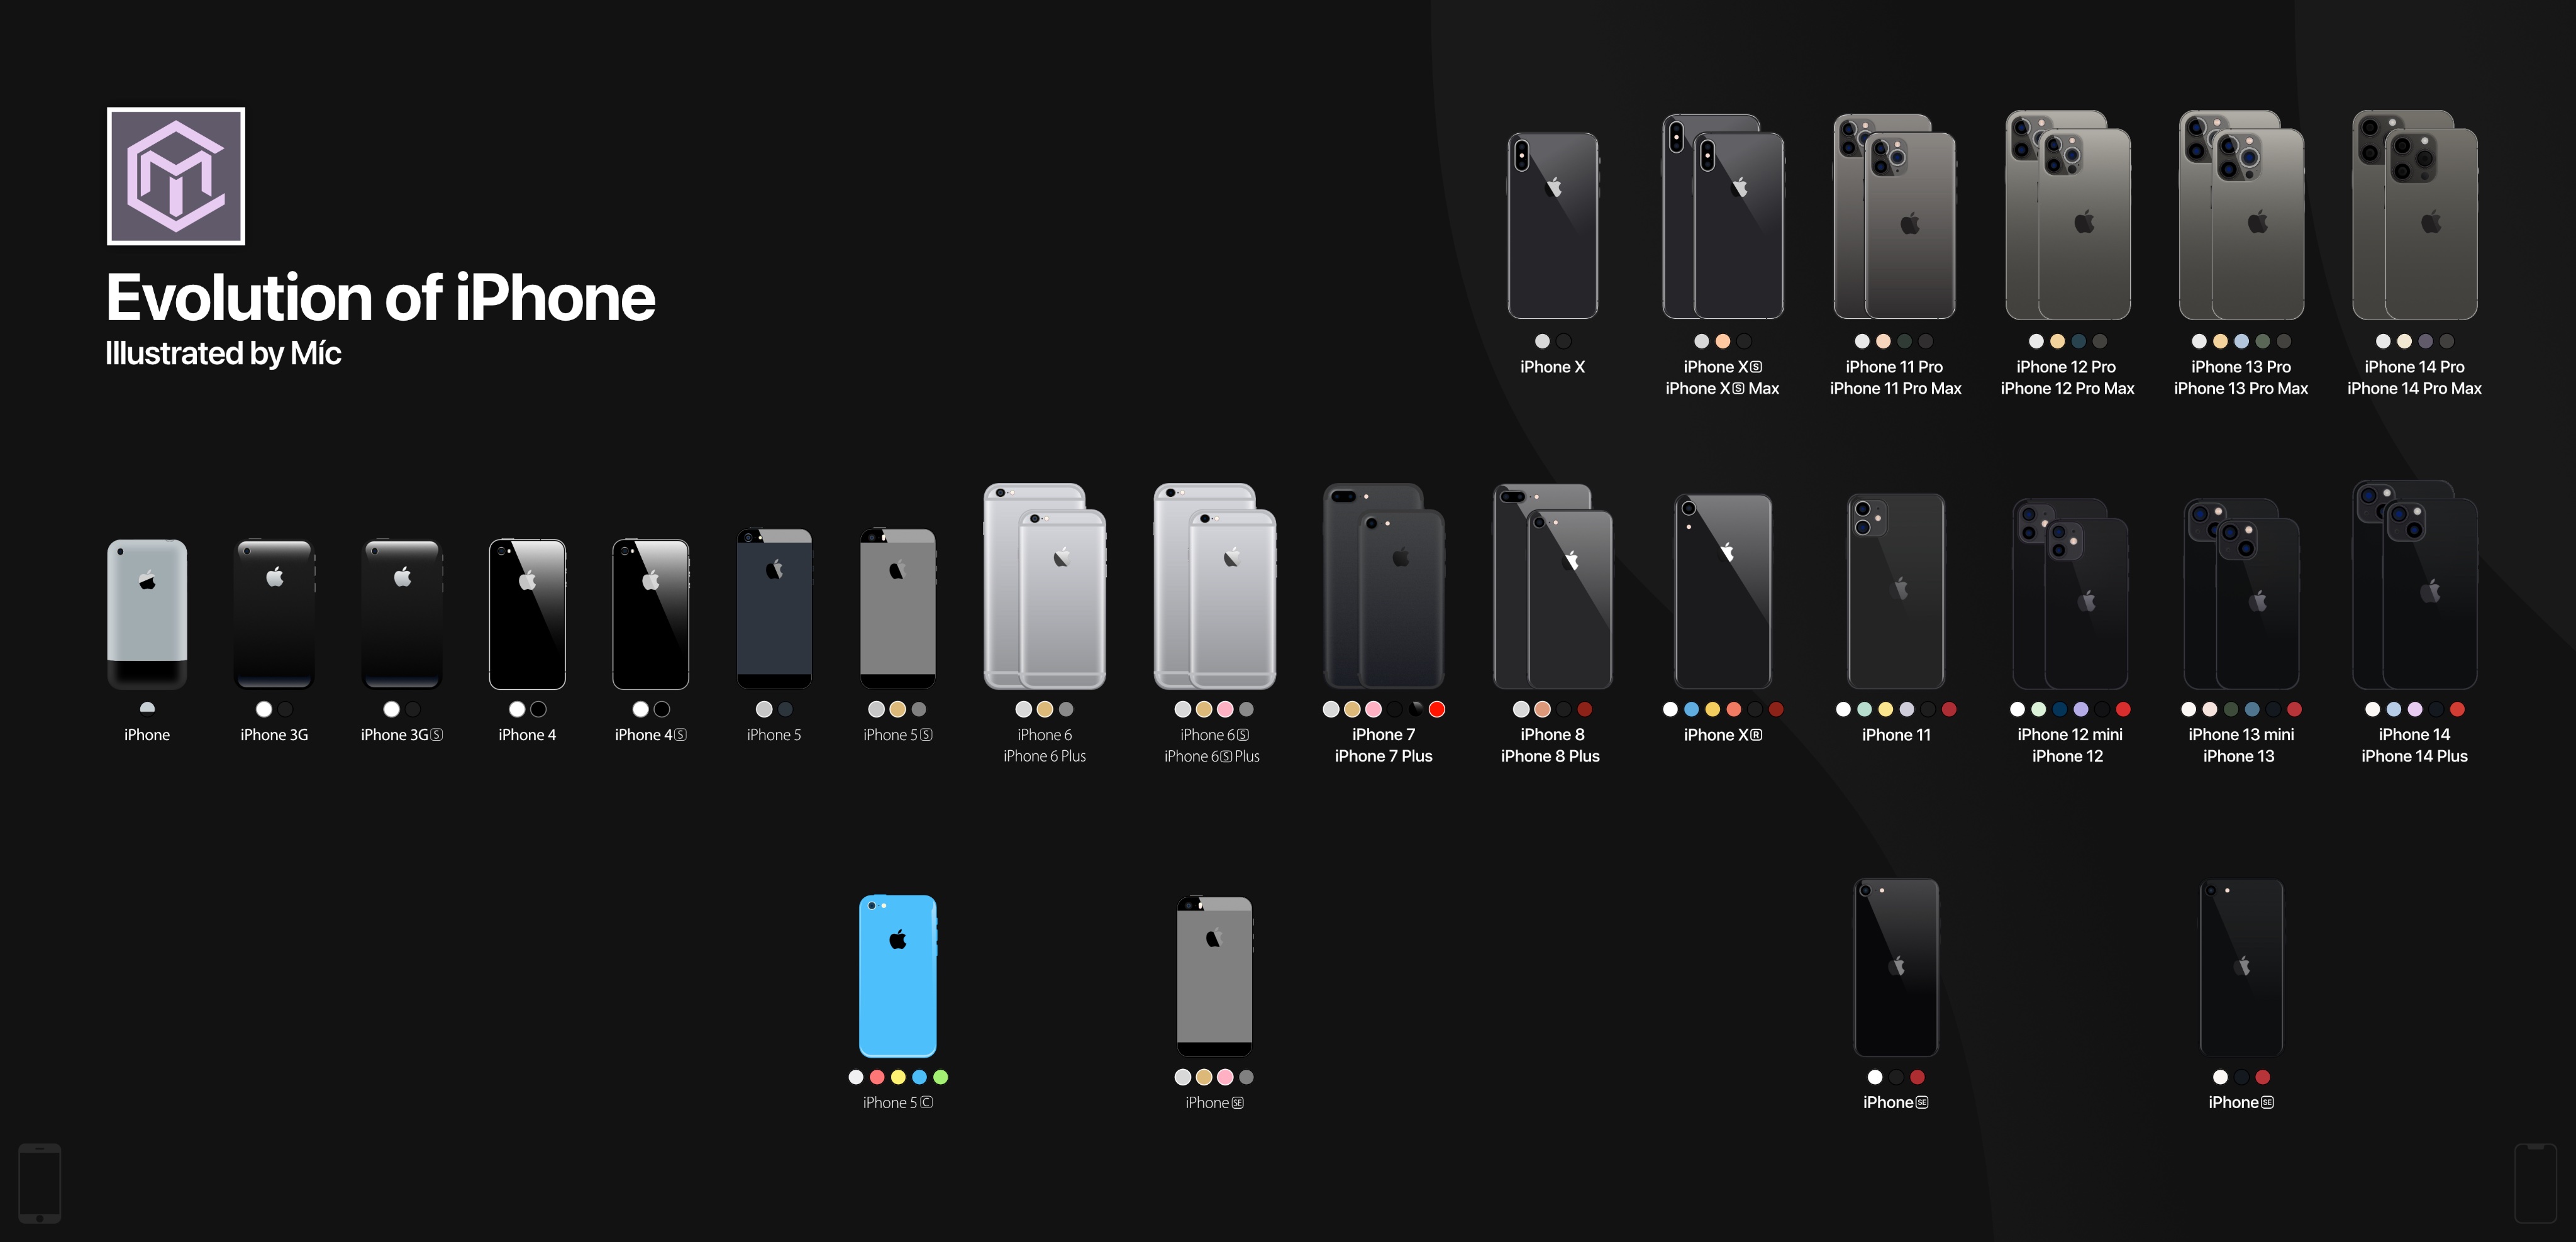 Evolution of iPhone
Illustrated by Míc
iPhone X
iPhone XS
iPhone XS Max
iPhone 11 Pro
iPhone 11 Pro Max
iPhone 12 Pro
iPhone 12 Pro Max
iPhone 13 Pro
iPhone 13 Pro Max
iPhone 14 Pro
iPhone 14 Pro Max
iPhone
iPhone 3G
iPhone 3GS
iPhone 4
iPhone 4S
iPhone 5
iPhone 5S
iPhone 6
iPhone 6 Plus
iPhone 6S
iPhone 6S Plus
iPhone 7
iPhone 7 Plus
iPhone 8
iPhone 8 Plus
iPhone XR
iPhone 11
iPhone 12 mini
iPhone 12
iPhone 13 mini
iPhone 13
iPhone 14
iPhone 14 Plus
iPhone 5C
iPhone SE
iPhone SE
iPhone SE